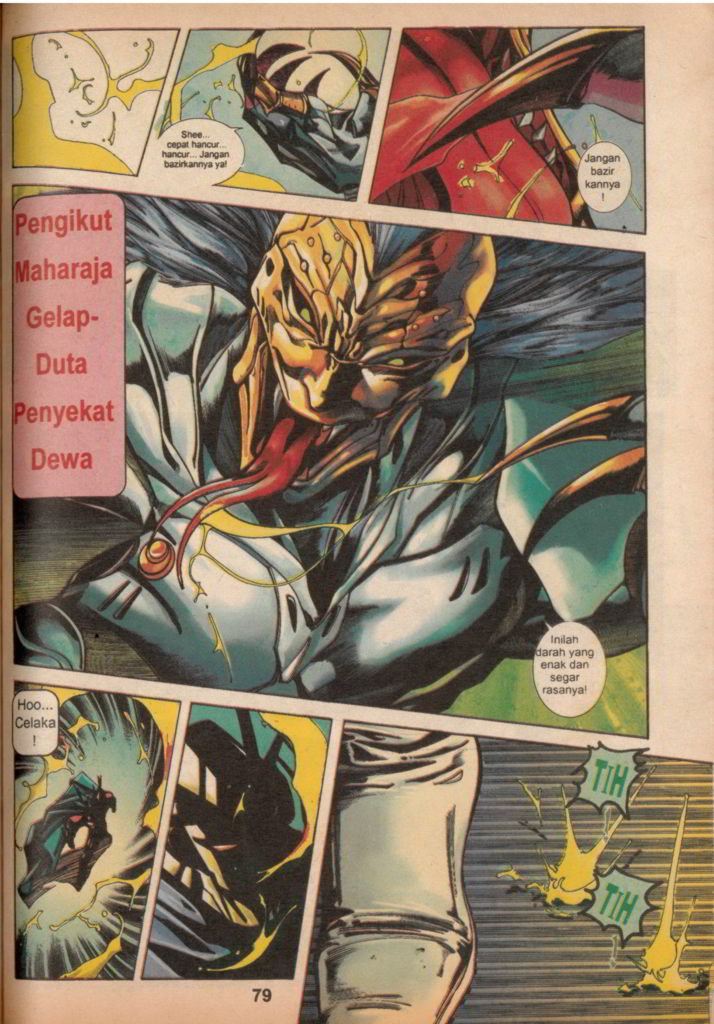 Shee...
cepat hancur...
hancur... Jangan
bazirkannya ya!
Jangan
bazir
kannya
!
Pengikut
Maharaja
Gelap-
Duta
Penyekat
Dewa
Inilah
darah yang
enak dan
segar
rasanya!
Hoo...
Celaka
!
TIH
TIH
79